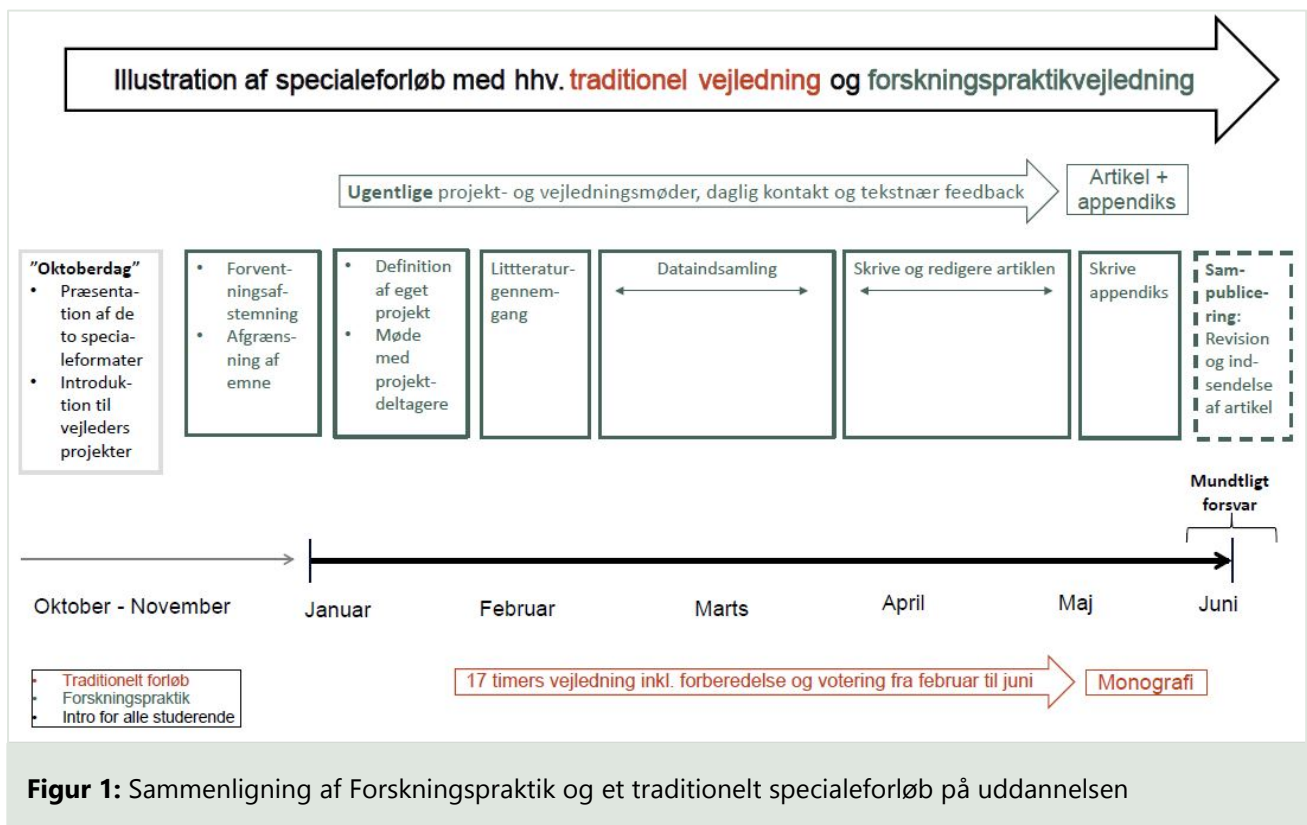 Illustration af specialeforløb med hhv. traditionel vejledning og forskningspraktikvejledning
Ugentlige projekt- og vejledningsmøder, daglig kontakt og tekstnær feedback
Artikel +
appendiks
”Oktoberdag”
• Præsenta-
tion af de
to specia-
leformater
• Introduk-
tion til
vejleders
projekter
• Forvent-
ningsaf-
stemning
• Afgræns-
ning af
emne
• Definition
af eget
projekt
• Møde
med
projekt-
deltagere
Littteratur-
gennem-
gang
Dataindsamling
Skrive og redigere artiklen
Skrive
appendiks
Sam-
publice-
ring:
Revision
og ind-
sendelse
af artikel
Mundtligt
forsvar
Oktober - November
Januar
Februar
Marts
April
Maj
Juni
• Traditionelt forløb
• Forskningspraktik
• Intro for alle studerende
17 timers vejledning inkl. forberedelse og votering fra februar til juni
Monografi
Figur 1: Sammenligning af Forskningspraktik og et traditionelt specialeforløb på uddannelsen